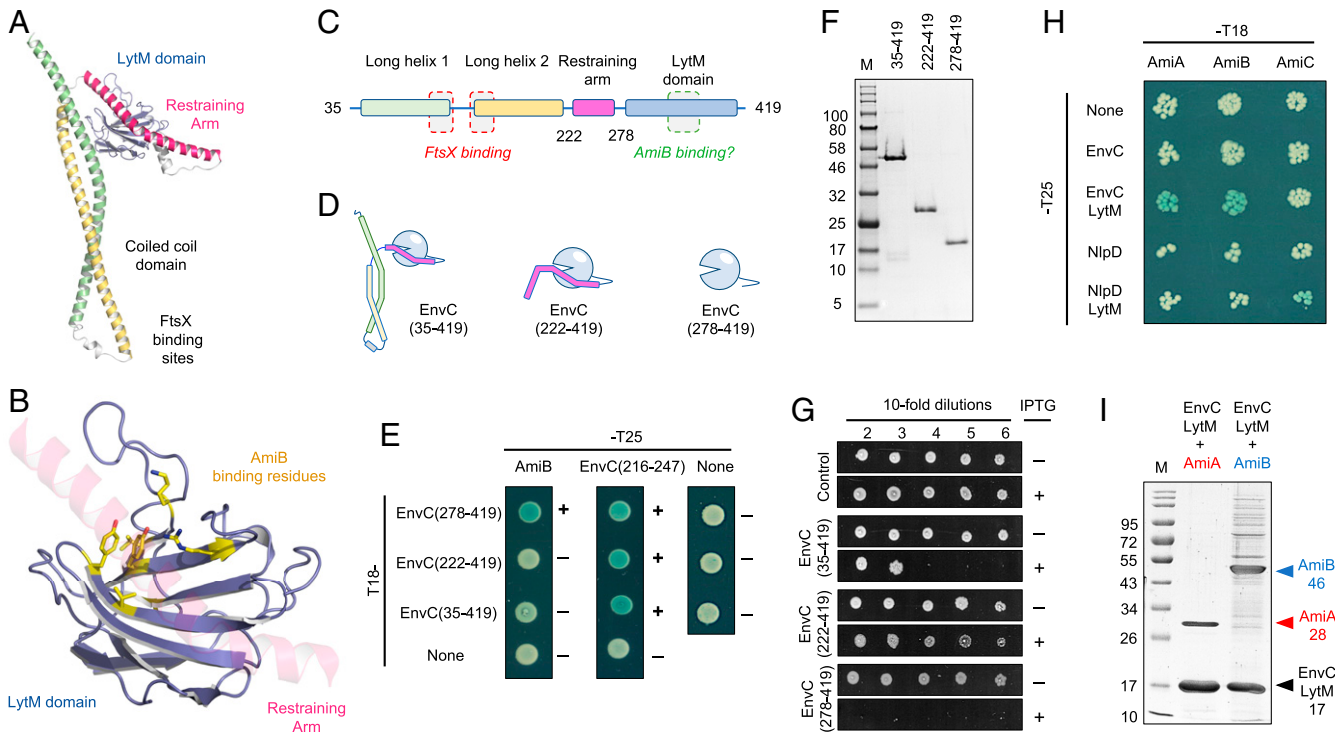 A
LytM domain
Restraining
Arm
Coiled coil
domain
FtsX
binding
sites
B
AmiB
binding residues
LytM domain
Restraining
Arm
C
Long helix 1
Long helix 2
Restraining
arm
LytM
domain
35
419
222
278
FtsX binding
AmiB binding?
D
EnvC
(35-419)
EnvC
(222-419)
EnvC
(278-419)
E
-T25
AmiB
EnvC(216-247)
None
T18-
EnvC(278-419) + + –
EnvC(222-419) – + –
EnvC(35-419) – + –
None – –
F
M
35-419
222-419
278-419
100
80
58
46
32
25
17
10
5
G
10-fold dilutions
IPTG
2 3 4 5 6
Control
–
+
EnvC
(35-419)
–
+
EnvC
(222-419)
–
+
EnvC
(278-419)
–
+
H
-T18
AmiA AmiB AmiC
-T25
None
EnvC
EnvC
LytM
NlpD
NlpD
LytM
I
EnvC
LytM
+
AmiA
EnvC
LytM
+
AmiB
M
95
72
55
43
34
26
17
10
AmiB
46
AmiA
28
EnvC
LytM
17